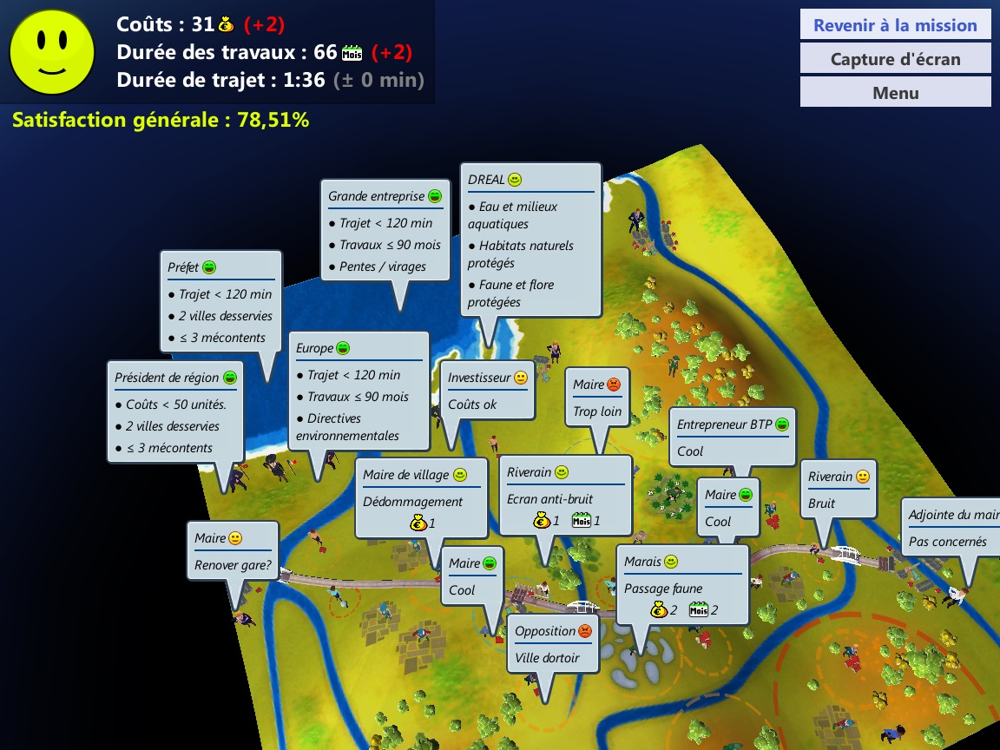 Coûts : 31 (+2)
Durée des travaux : 66 Mois (+2)
Durée de trajet : 1:36 (± 0 min)
Satisfaction générale : 78,51%
Revenir à la mission
Capture d'écran
Menu
DREAL
● Eau et milieux
aquatiques
● Habitats naturels
protégés
● Faune et flore
protégées
Grande entreprise
● Trajet < 120 min
● Travaux ≤ 90 mois
● Pentes / virages
Préfet
● Trajet < 120 min
● 2 villes desservies
● ≤ 3 mécontents
Europe
● Trajet < 120 min
● Travaux ≤ 90 mois
● Directives
environnementales
Président de région
● Coûts < 50 unités.
● 2 villes desservies
● ≤ 3 mécontents
Investisseur
Coûts ok
Maire
Trop loin
Entrepreneur BTP
Cool
Maire de village
Dédommagement
€ 1
Riverain
Ecran anti-bruit
€ 1 Mois 1
Maire
Cool
Riverain
Bruit
Adjointe du mair
Pas concernés
Maire
Renover gare?
Maire
Cool
Marais
Passage faune
€ 2 Mois 2
Opposition
Ville dortoir